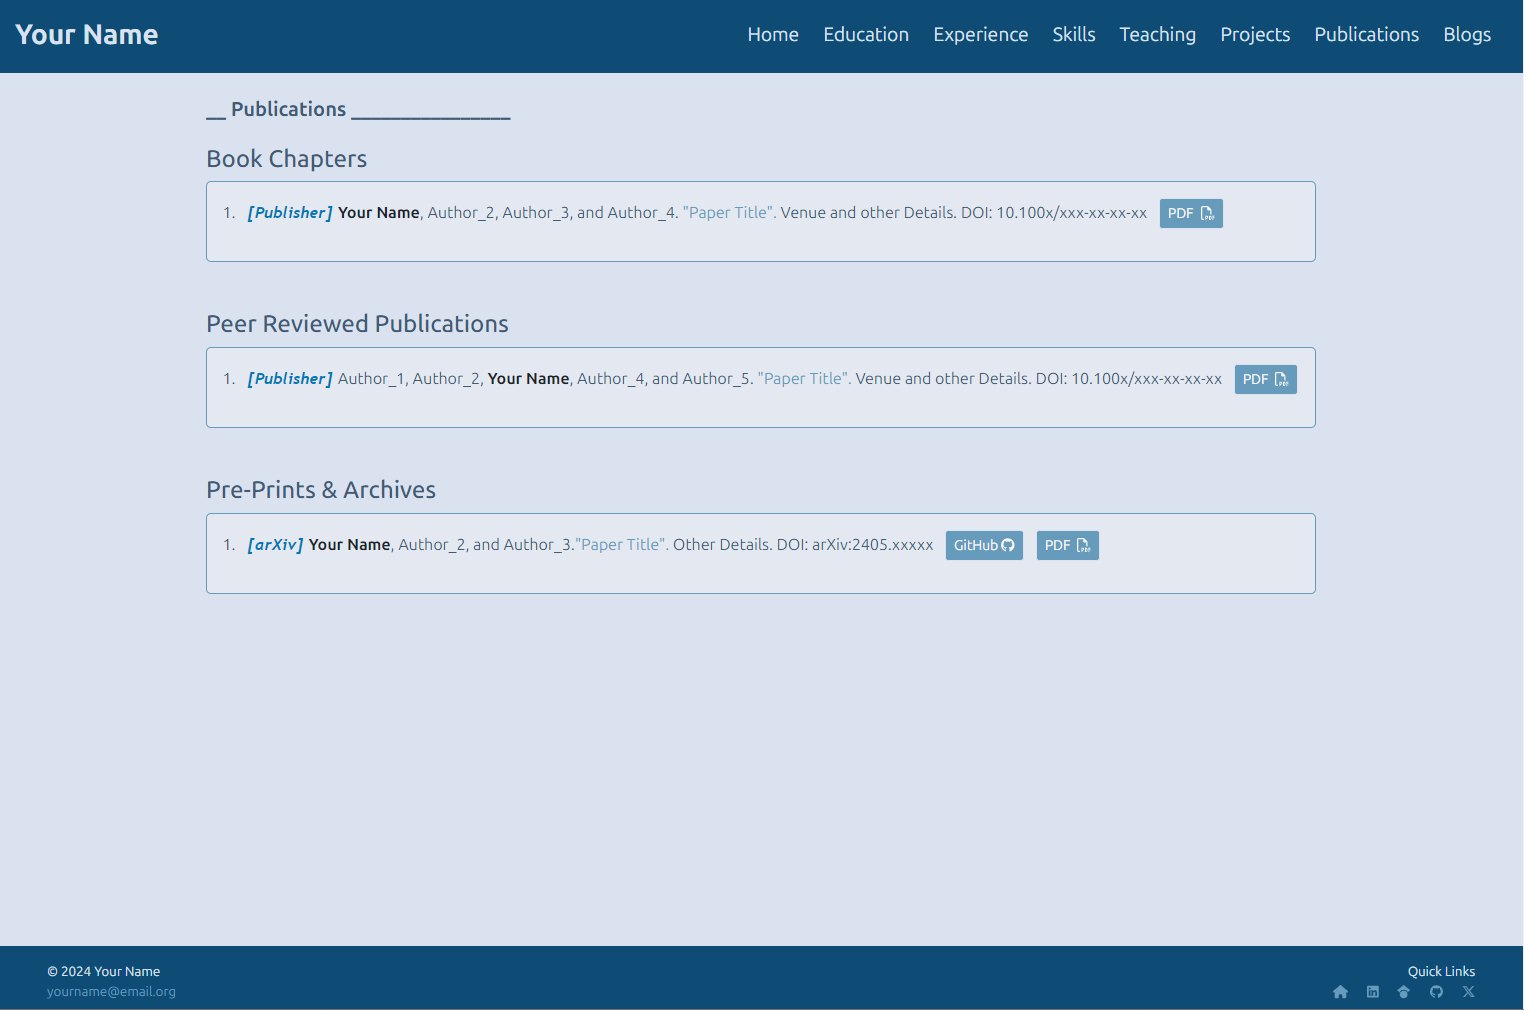 Your Name
Home Education Experience Skills Teaching Projects Publications Blogs
__ Publications ________________
Book Chapters
1. [Publisher] Your Name, Author_2, Author_3, and Author_4. "Paper Title". Venue and other Details. DOI: 10.100x/xxx-xx-xx-xx PDF
Peer Reviewed Publications
1. [Publisher] Author_1, Author_2, Your Name, Author_4, and Author_5. "Paper Title". Venue and other Details. DOI: 10.100x/xxx-xx-xx-xx PDF
Pre-Prints & Archives
1. [arXiv] Your Name, Author_2, and Author_3."Paper Title". Other Details. DOI: arXiv:2405.xxxxx GitHub PDF
© 2024 Your Name
yourname@email.org
Quick Links